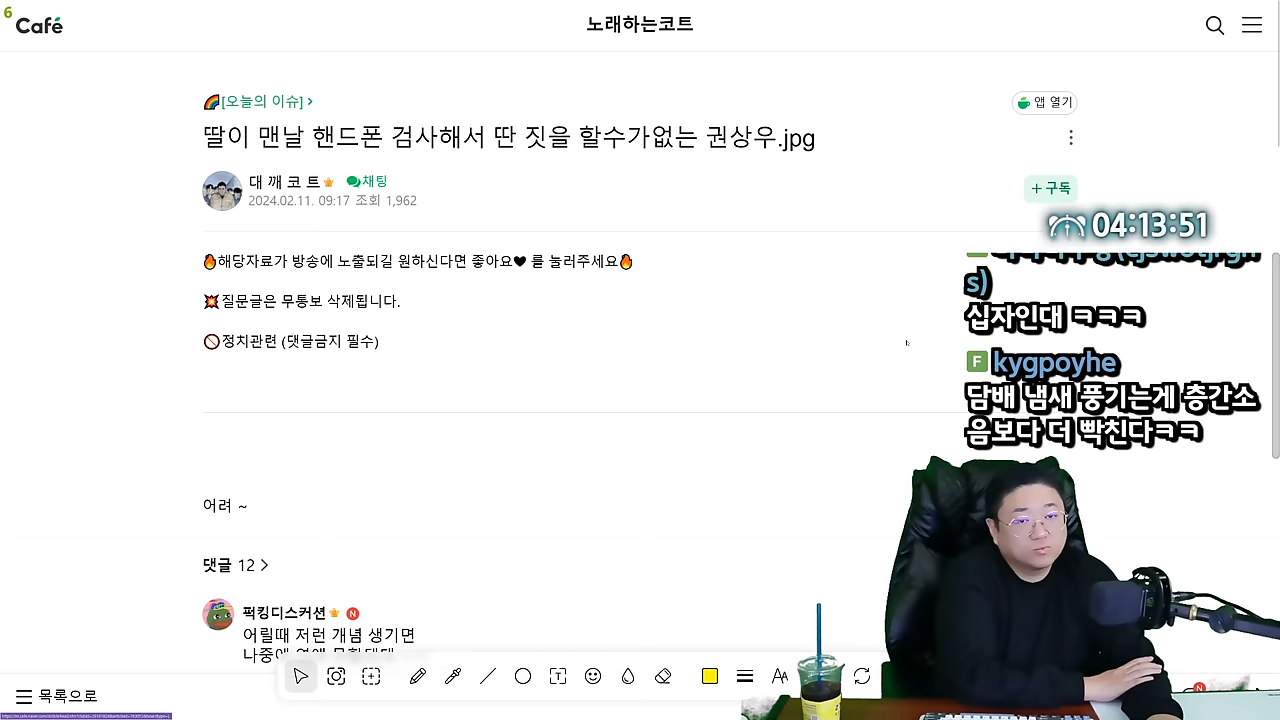 6
Café
노래하는코트
🌈[오늘의 이슈] >
앱 열기
딸이 맨날 핸드폰 검사해서 딴 짓을 할수가없는 권상우.jpg
대 깨 코 트
채팅
2024.02.11. 09:17 조회 1,962
+ 구독
04:13:51
🔥해당자료가 방송에 노출되길 원하신다면 좋아요♥ 를 눌러주세요🔥
💥질문글은 무통보 삭제됩니다.
🚫정치관련 (댓글금지 필수)
s)
십자인대 ㅋㅋㅋ
F kygpoyhe
담배 냄새 풍기는게 층간소
음보다 더 빡친다ㅋㅋ
어려 ~
댓글 12 >
퍽킹디스커션 N
어릴때 저런 개념 생기면
나중에
목록으로
T
AA
N